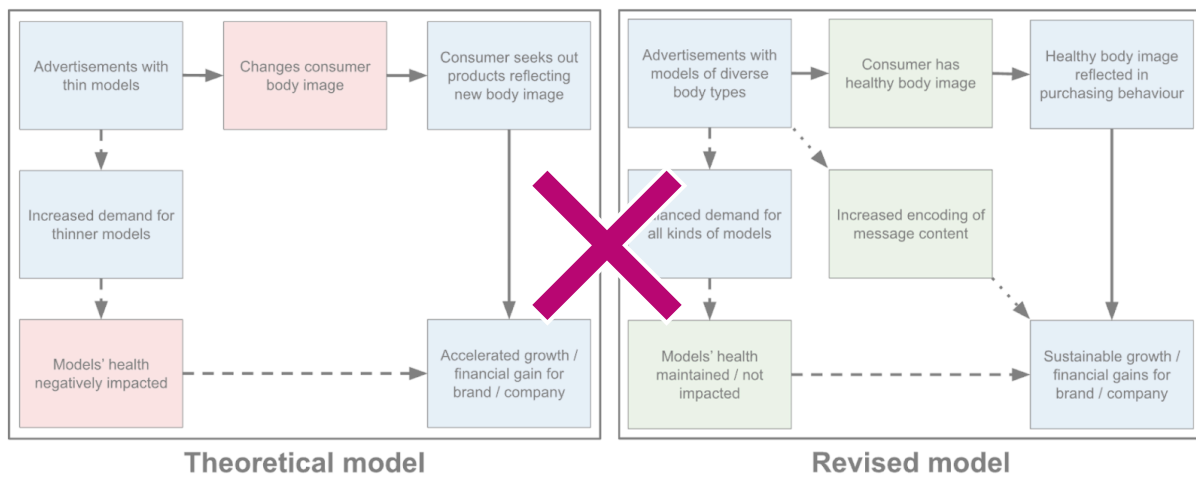 Advertisements with
thin models
Changes consumer
body image
Consumer seeks out
products reflecting
new body image
Increased demand for
thinner models
Models' health
negatively impacted
Accelerated growth /
financial gain for
brand / company
Theoretical model
Advertisements with
models of diverse
body types
Consumer has
healthy body image
Healthy body image
reflected in
purchasing behaviour
demand for
all kinds of models
Increased encoding of
message content
Models' health
maintained / not
impacted
Sustainable growth /
financial gains for
brand / company
Revised model